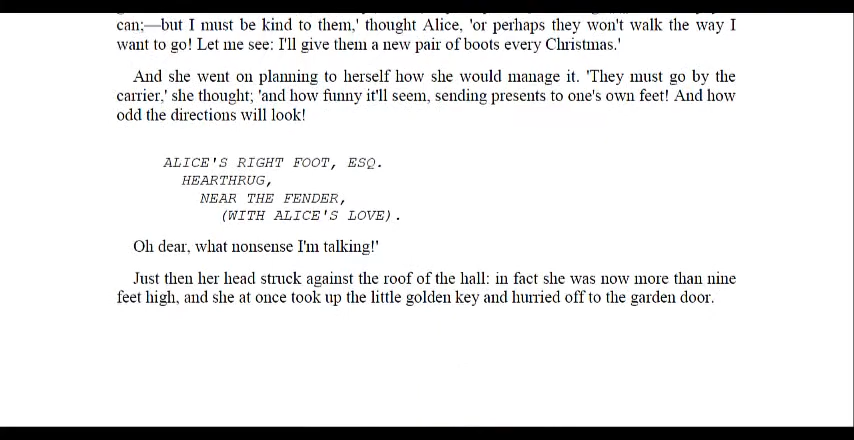 can;—but I must be kind to them,' thought Alice, 'or perhaps they won't walk the way I
want to go! Let me see: I'll give them a new pair of boots every Christmas.'
And she went on planning to herself how she would manage it. 'They must go by the
carrier,' she thought; 'and how funny it'll seem, sending presents to one's own feet! And how
odd the directions will look!
ALICE'S RIGHT FOOT, ESQ.
HEARTHRUG,
NEAR THE FENDER,
(WITH ALICE'S LOVE).
Oh dear, what nonsense I'm talking!'
Just then her head struck against the roof of the hall: in fact she was now more than nine
feet high, and she at once took up the little golden key and hurried off to the garden door.